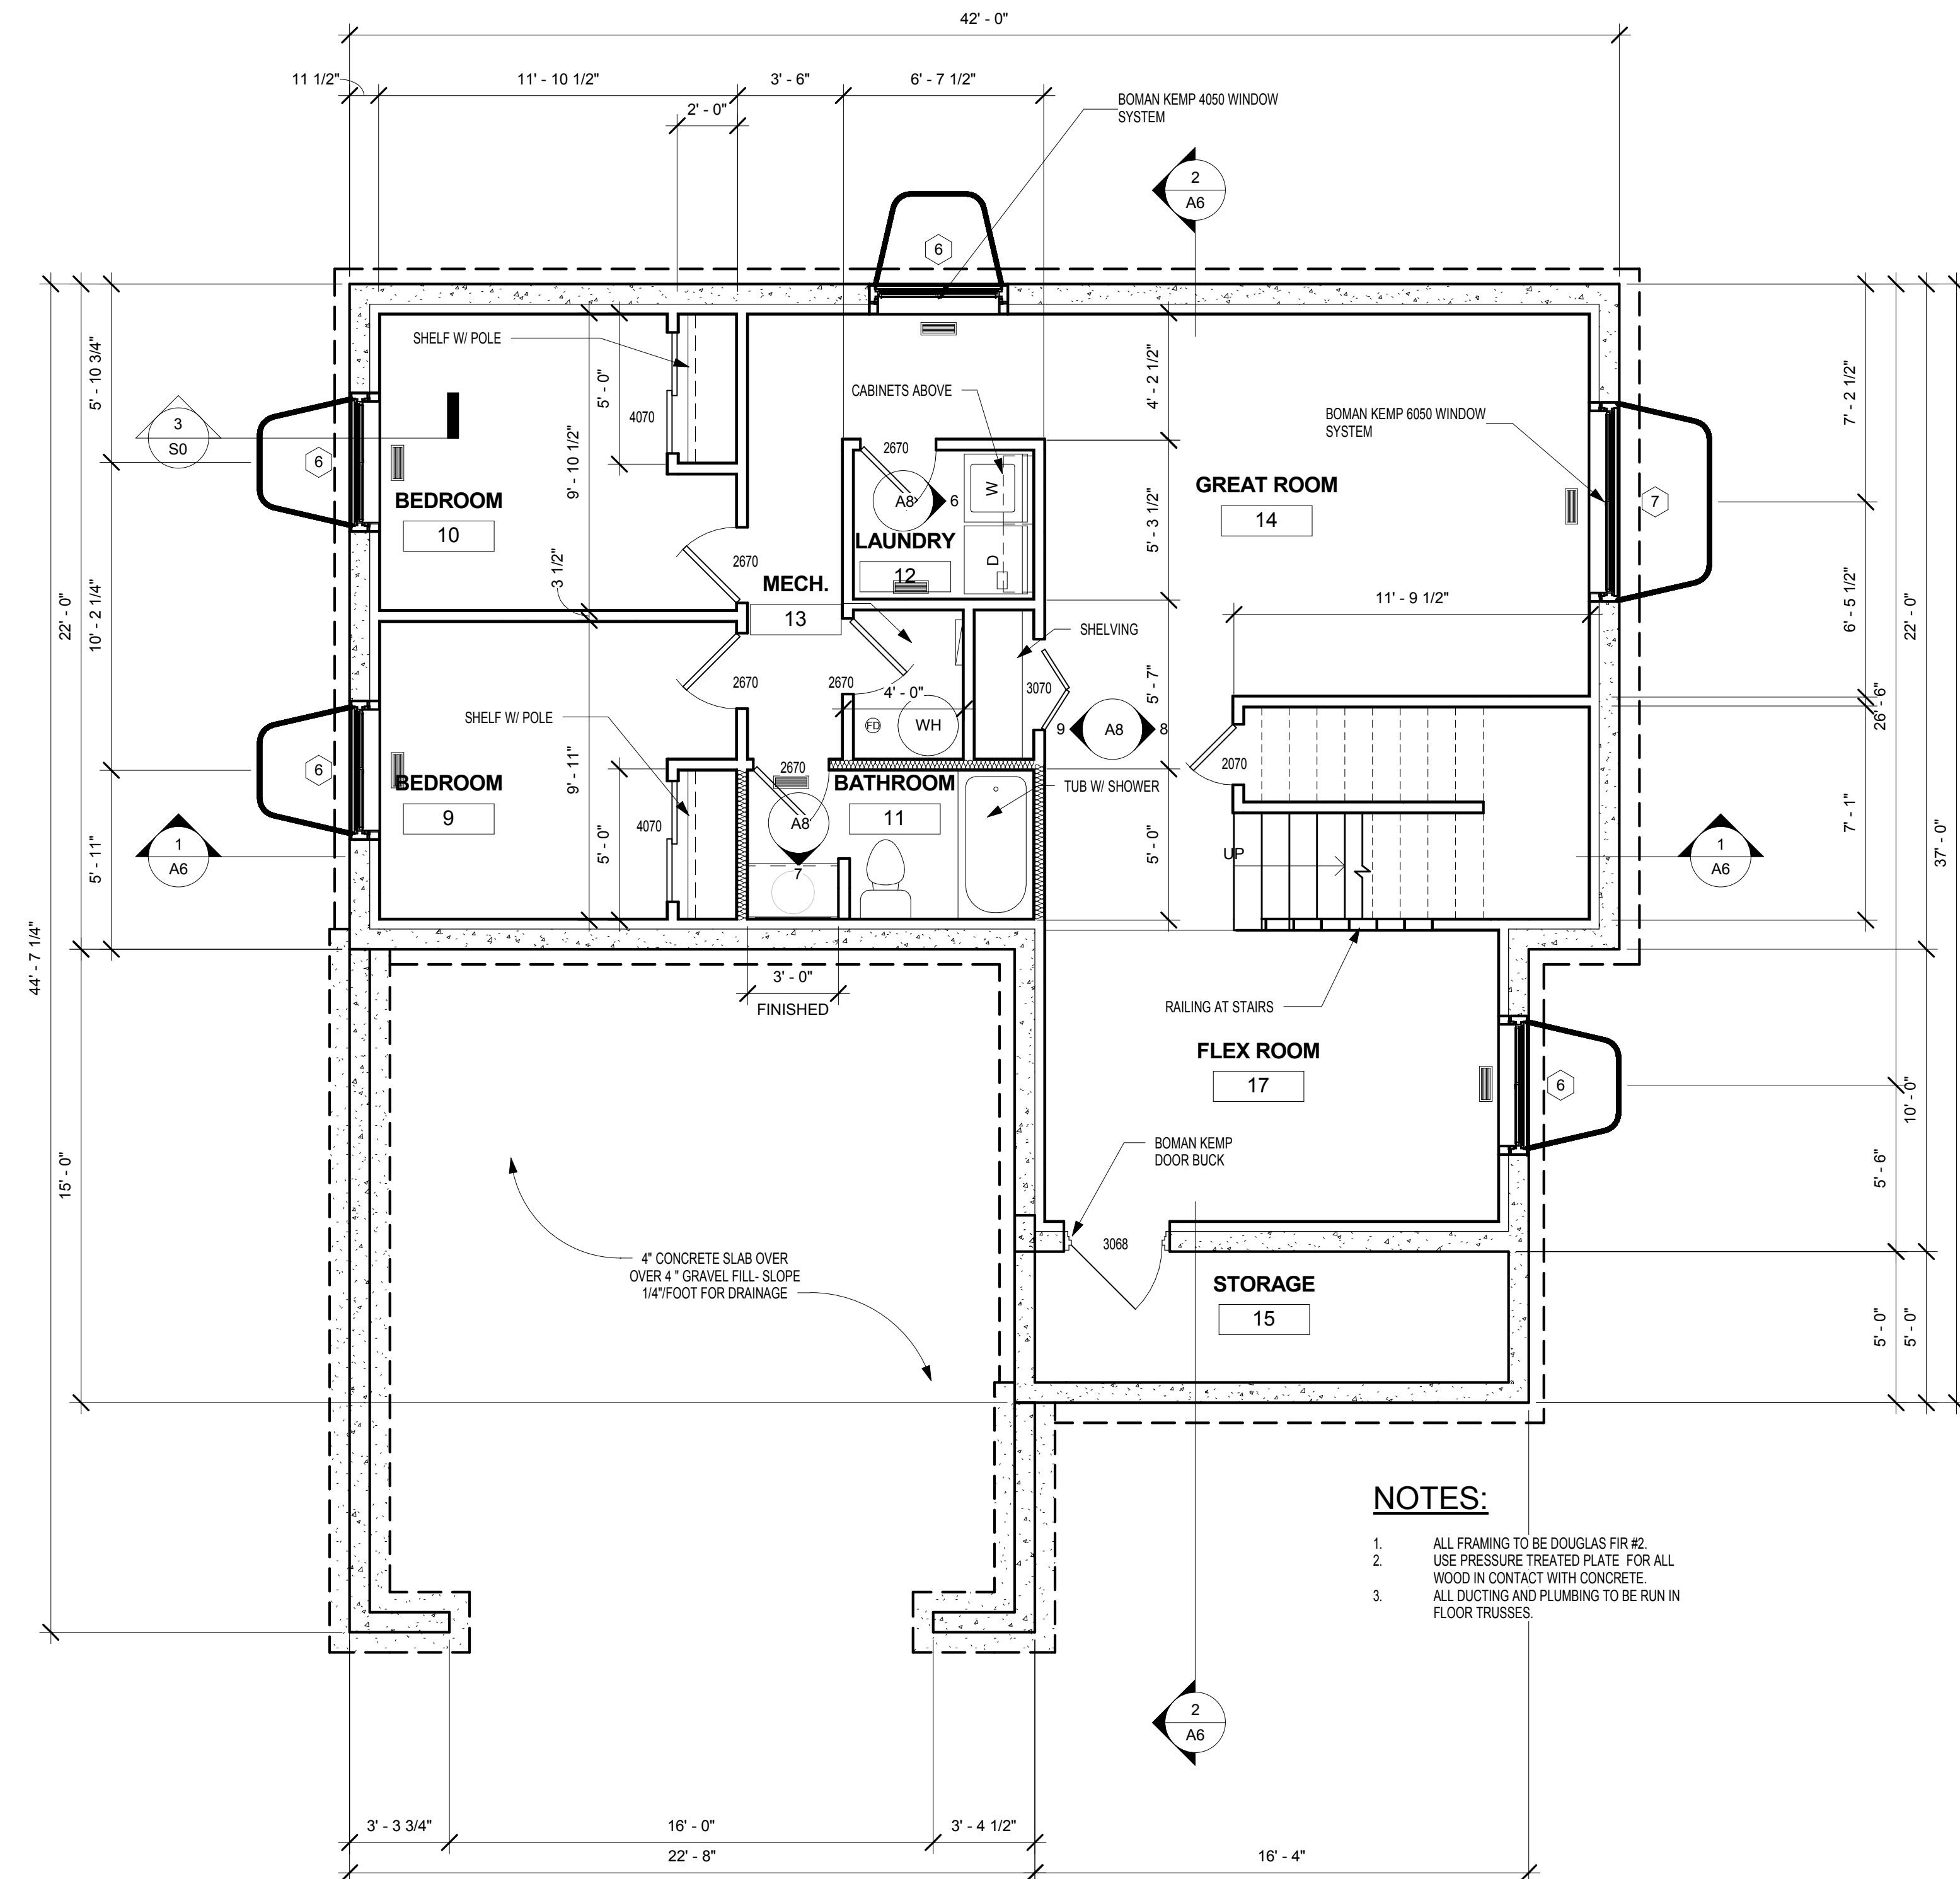 42' - 0"
11 1/2"
11' - 10 1/2"
3' - 6"
6' - 7 1/2"
2' - 0"
BOMAN KEMP 4050 WINDOW
SYSTEM
2
A6
6
5' - 10 3/4"
SHELF W/ POLE
5' - 0"
4070
9' - 10 1/2"
CABINETS ABOVE
4' - 2 1/2"
BOMAN KEMP 6050 WINDOW
SYSTEM
7' - 2 1/2"
3
S0
6
BEDROOM
10
2670
A8
6
W
GREAT ROOM
14
7
LAUNDRY
12
D
5' - 3 1/2"
2670
3 1/2"
MECH.
13
11' - 9 1/2"
6' - 5 1/2"
22' - 0"
22' - 0"
10' - 2 1/4"
SHELVING
2670
2670
4' - 0"
3070
5' - 7"
26' - 6"
SHELF W/ POLE
FD
WH
9
A8
8
2070
6
BEDROOM
9
9' - 11"
2670
BATHROOM
11
TUB W/ SHOWER
4070
5' - 0"
A8
7
5' - 0"
7' - 1"
1
A6
5' - 11"
UP
1
A6
37' - 0"
44' - 7 1/4"
3' - 0"
FINISHED
RAILING AT STAIRS
FLEX ROOM
17
6
10' - 0"
BOMAN KEMP
DOOR BUCK
15' - 0"
5' - 6"
3068
4" CONCRETE SLAB OVER
OVER 4 " GRAVEL FILL- SLOPE
1/4"/FOOT FOR DRAINAGE
STORAGE
15
5' - 0"
5' - 0"
NOTES:
1. ALL FRAMING TO BE DOUGLAS FIR #2.
2. USE PRESSURE TREATED PLATE FOR ALL
WOOD IN CONTACT WITH CONCRETE.
3. ALL DUCTING AND PLUMBING TO BE RUN IN
FLOOR TRUSSES.
2
A6
3' - 3 3/4"
16' - 0"
3' - 4 1/2"
22' - 8"
16' - 4"